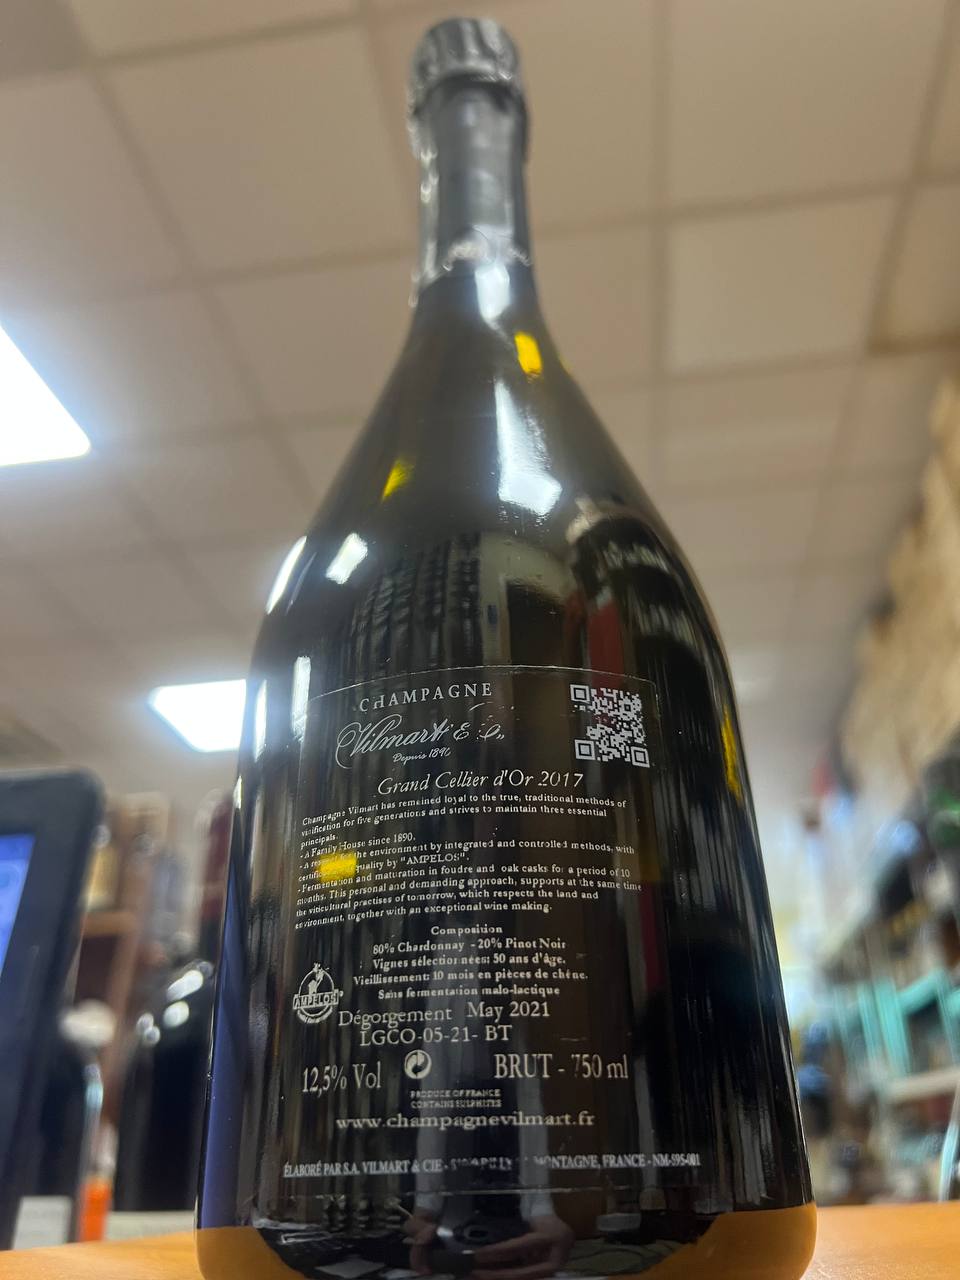 CHAMPAGNE
Vilmart & Cie
Depuis 1890
Grand Cellier d'Or 2017
Champagne Vilmart has remained loyal to the true, traditional methods of
vinification for five generations and strives to maintain three essential
principals.
- A Family House since 1890.
- A the environment by integrated and controlled methods, with
quality by "AMPELOS".
- Fermentation and maturation in foudre and oak casks for a period of 10
months. This personal and demanding approach, supports at the same time
the viticultural practises of tomorrow, which respects the land and
environment, together with an exceptional wine making.
Composition
80% Chardonnay - 20% Pinot Noir
Vignes sélectionnées: 50 ans d'âge.
Vieillissement: 10 mois en pièces de chêne.
Sans fermentation malo-lactique
AMPELOS
Dégorgement May 2021
LGCO-05-21- BT
12,5% Vol
BRUT - 750 ml
PRODUCE OF FRANCE
CONTAINS SULPHITES
www.champagnevilmart.fr
ÉLABORÉ PAR S.A. VILMART & CIE - MONTAGNE, FRANCE - NM-595-001